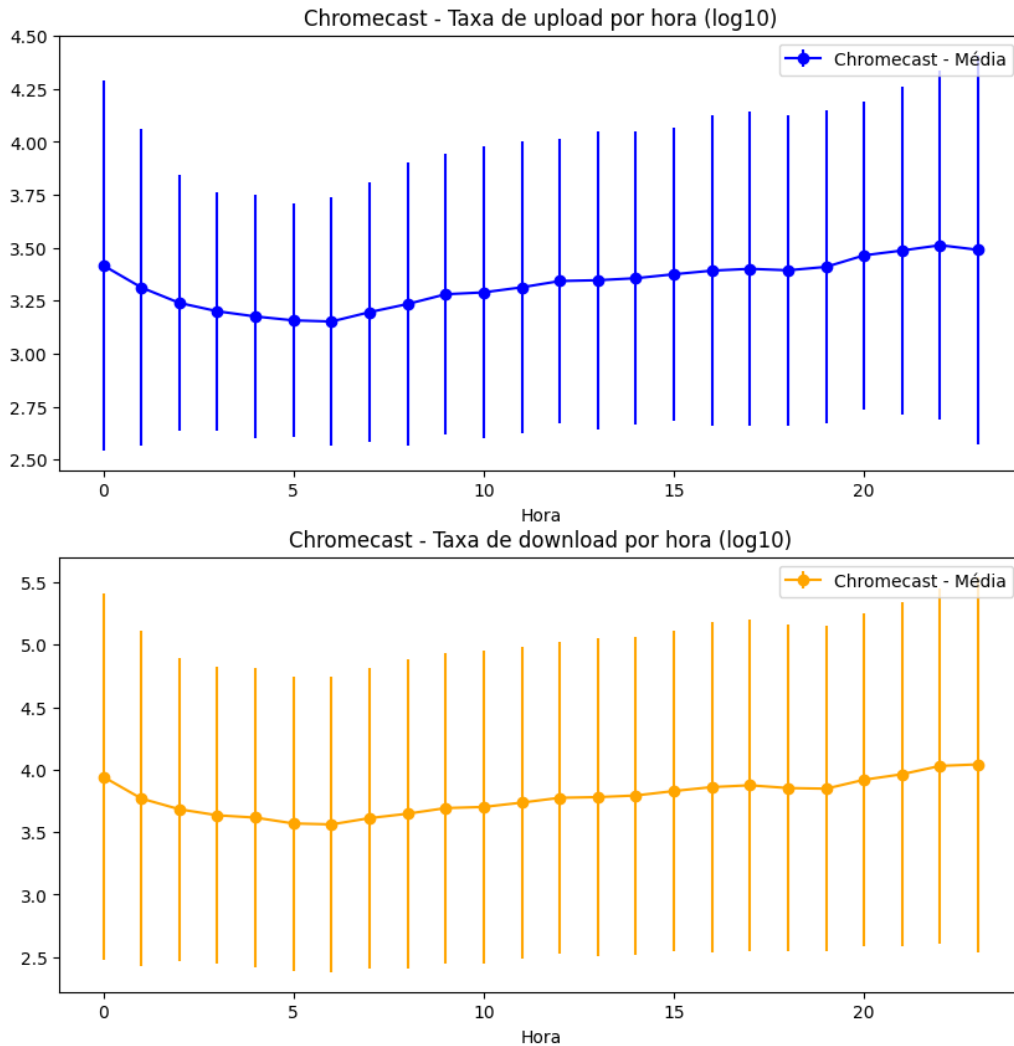 Chromecast - Taxa de upload por hora (log10)
Chromecast - Média
4.50
4.25
4.00
3.75
3.50
3.25
3.00
2.75
2.50
0 5 10 15 20
Hora
Chromecast - Taxa de download por hora (log10)
Chromecast - Média
5.5
5.0
4.5
4.0
3.5
3.0
2.5
0 5 10 15 20
Hora